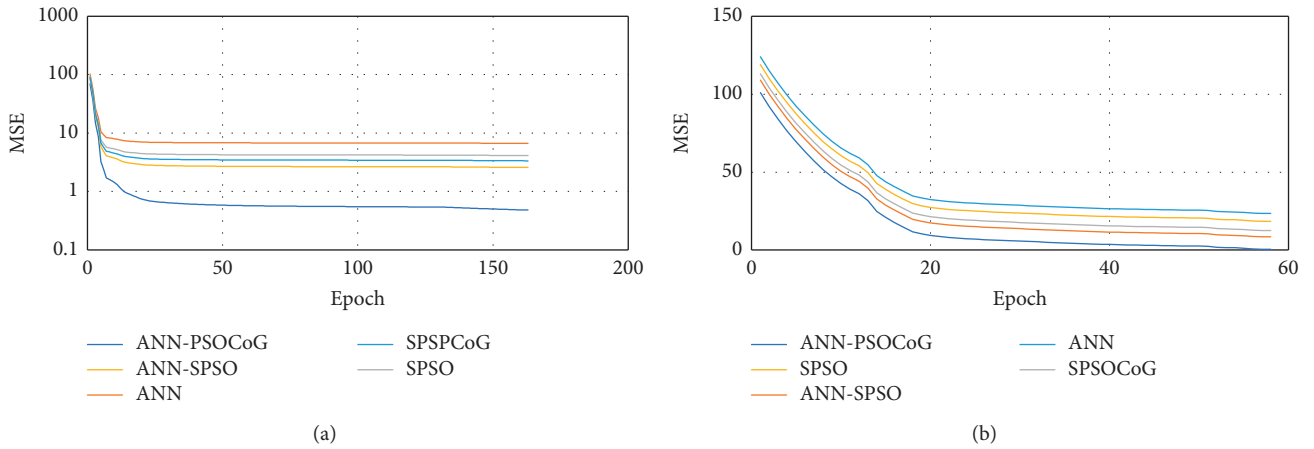 1000
100
10
1
0.1
MSE
0
50
100
150
200
Epoch
ANN-PSOCoG
SPSPCoG
ANN-SPSO
SPSO
ANN
(a)
150
100
50
0
MSE
0
20
40
60
Epoch
ANN-PSOCoG
ANN
SPSO
SPSOCoG
ANN-SPSO
(b)